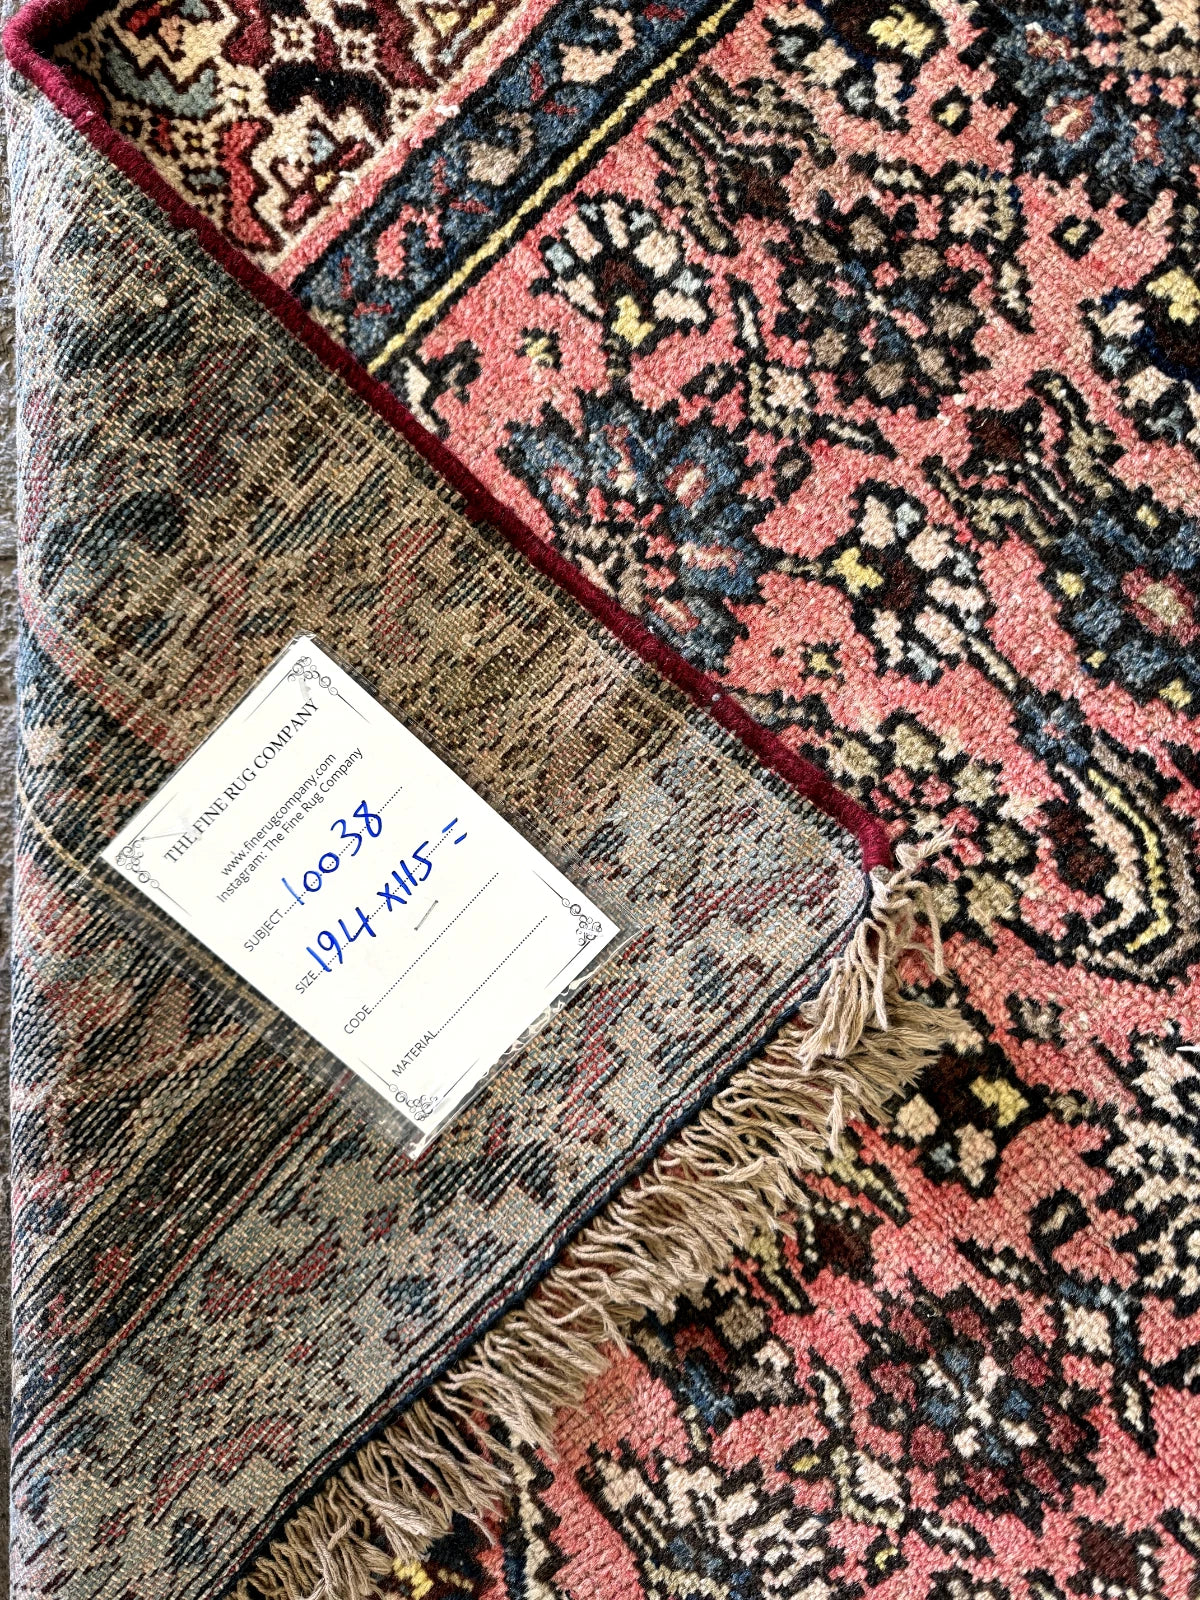 THE FINE RUG COMPANY
www.finerugcompany.com
Instagram: The Fine Rug Company
SUBJECT 10038
SIZE 194 x 115 =
CODE
MATERIAL